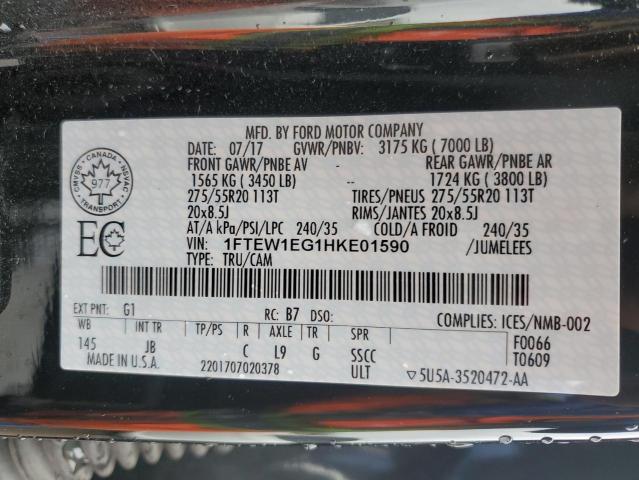 MFD. BY FORD MOTOR COMPANY
DATE: 07/17 GVWR/PNBV: 3175 KG ( 7000 LB)
FRONT GAWR/PNBE AV - REAR GAWR/PNBE AR
1565 KG ( 3450 LB) -- 1724 KG ( 3800 LB)
275/55R20 113T TIRES/PNEUS 275/55R20 113T
20x8.5J RIMS/JANTES 20x8.5J
AT/A kPa/PSI/LPC 240/35 COLD/A FROID 240/35
VIN: 1FTEW1EG1HKE01590 /JUMELEES
TYPE: TRU/CAM
CANADA
CMVSS NSVAC
977
TRANSPORT
EC
EXT PNT: G1 RC: B7 DSO: COMPLIES: ICES/NMB-002
WB INT TR TP/PS R AXLE TR SPR F0066
145 JB C L9 G SSCC T0609
MADE IN U.S.A. 2201707020378 ULT ▽5U5A-3520472-AA